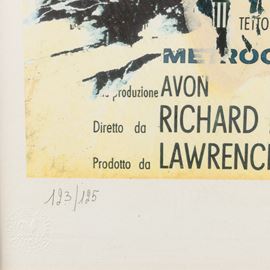 TEITO
METROC
produzione AVON
Diretto da RICHARD
Prodotto da LAWRENC
123/125